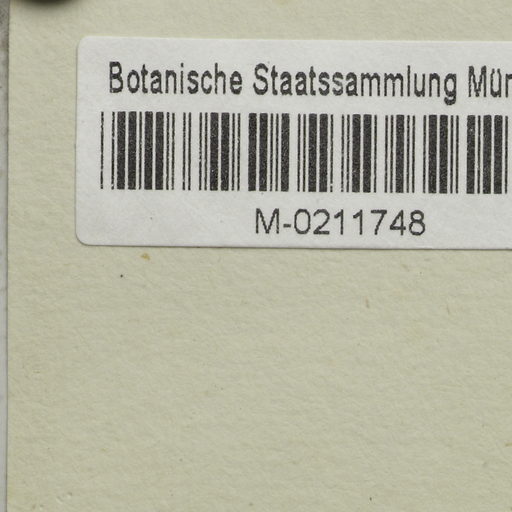 Botanische Staatssammlung Mün
M-0211748